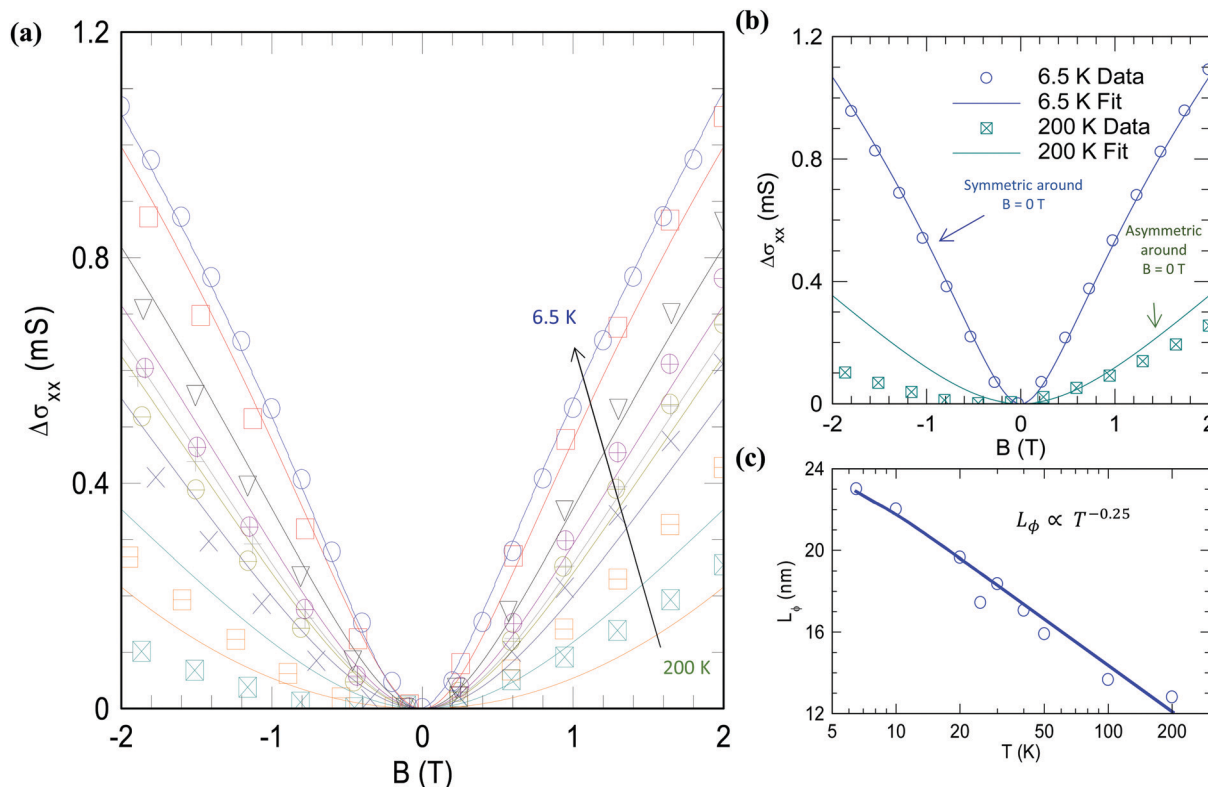 (a)
1.2
0.8
0.4
0
Δσxx (mS)
-2
-1
0
1
2
B (T)
6.5 K
200 K
(b)
1.2
0.8
0.4
0
Δσxx (mS)
6.5 K Data
6.5 K Fit
200 K Data
200 K Fit
Symmetric around
B = 0 T
Asymmetric
around
B = 0 T
-2
-1
0
1
2
B (T)
(c)
24
22
20
18
16
14
12
L𝜙 (nm)
L𝜙 ∝ T⁻⁰·²⁵
5
10
20
50
100
200
T (K)